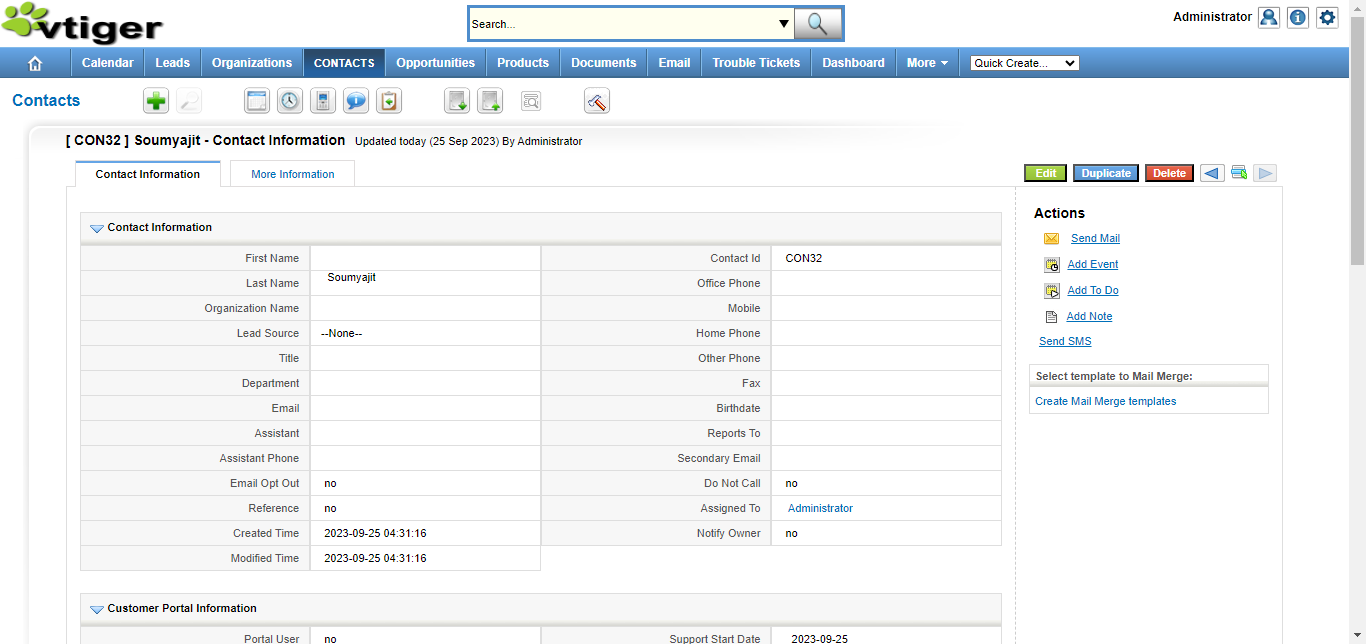 vtiger
Search...
Administrator
Calendar Leads Organizations CONTACTS Opportunities Products Documents Email Trouble Tickets Dashboard More Quick Create...
Contacts
[ CON32 ] Soumyajit - Contact Information Updated today (25 Sep 2023) By Administrator
Contact Information More Information
Edit Duplicate Delete
Contact Information
First Name Contact Id CON32
Last Name Soumyajit Office Phone
Organization Name Mobile
Lead Source --None-- Home Phone
Title Other Phone
Department Fax
Email Birthdate
Assistant Reports To
Assistant Phone Secondary Email
Email Opt Out no Do Not Call no
Reference no Assigned To Administrator
Created Time 2023-09-25 04:31:16 Notify Owner no
Modified Time 2023-09-25 04:31:16
Customer Portal Information
Portal User no Support Start Date 2023-09-25
Actions
Send Mail
Add Event
Add To Do
Add Note
Send SMS
Select template to Mail Merge:
Create Mail Merge templates